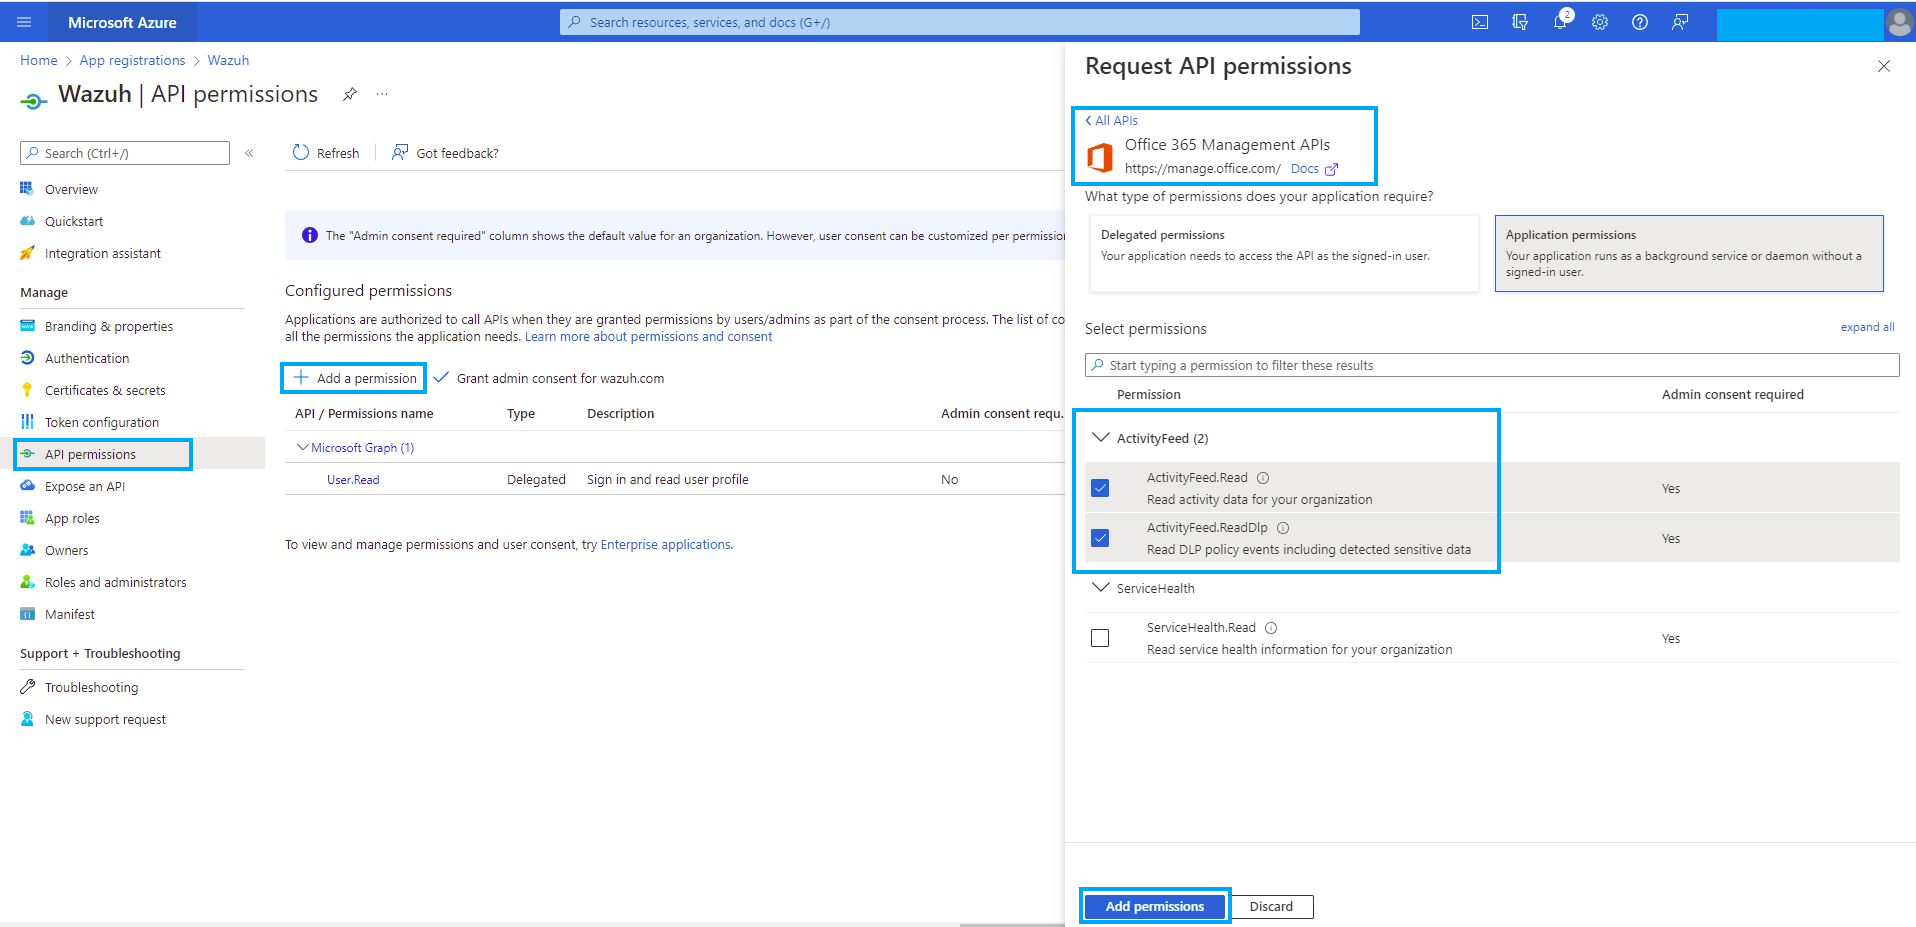 Microsoft Azure
Search resources, services, and docs (G+/)
2
Home > App registrations > Wazuh
Wazuh | API permissions
Search (Ctrl+/)
Overview
Quickstart
Integration assistant
Manage
Branding & properties
Authentication
Certificates & secrets
Token configuration
API permissions
Expose an API
App roles
Owners
Roles and administrators
Manifest
Support + Troubleshooting
Troubleshooting
New support request
Refresh
Got feedback?
The "Admin consent required" column shows the default value for an organization. However, user consent can be customized per permission
Configured permissions
Applications are authorized to call APIs when they are granted permissions by users/admins as part of the consent process. The list of co
all the permissions the application needs. Learn more about permissions and consent
Add a permission
Grant admin consent for wazuh.com
API / Permissions name Type Description Admin consent requ.
Microsoft Graph (1)
User.Read Delegated Sign in and read user profile No
To view and manage permissions and user consent, try Enterprise applications.
Request API permissions
All APIs
Office 365 Management APIs
https://manage.office.com/ Docs
What type of permissions does your application require?
Delegated permissions
Your application needs to access the API as the signed-in user.
Application permissions
Your application runs as a background service or daemon without a
signed-in user.
Select permissions
expand all
Start typing a permission to filter these results
Permission Admin consent required
ActivityFeed (2)
ActivityFeed.Read
Read activity data for your organization
Yes
ActivityFeed.ReadDlp
Read DLP policy events including detected sensitive data
Yes
ServiceHealth
ServiceHealth.Read
Read service health information for your organization
Yes
Add permissions
Discard